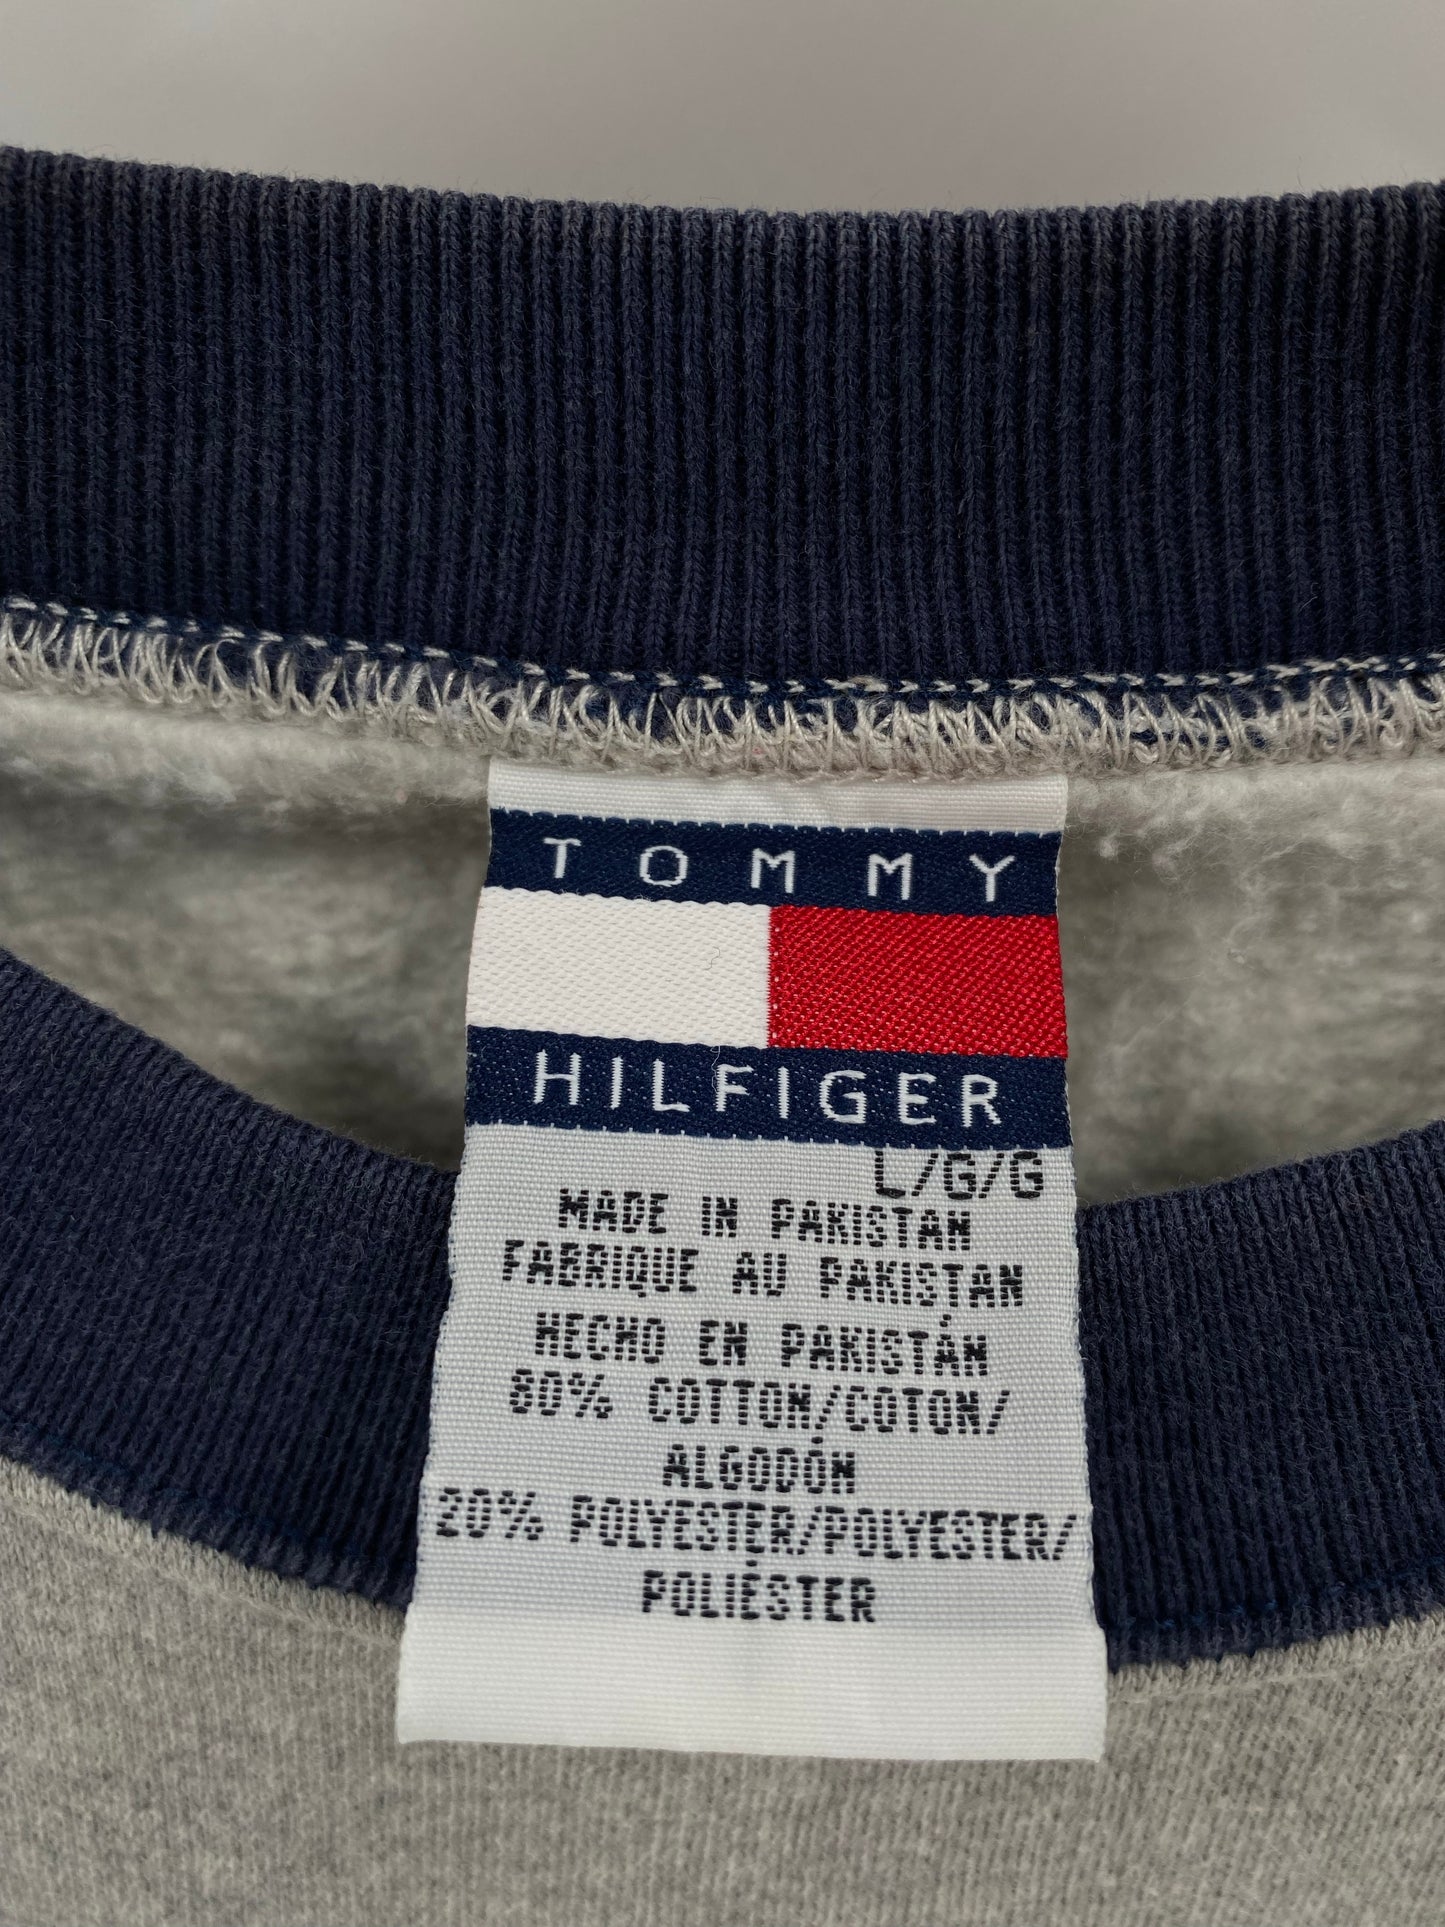 TOMMY
HILFIGER
L/G/G
MADE IN PAKISTAN
FABRIQUE AU PAKISTAN
HECHO EN PAKISTÁN
80% COTTON/COTON/
ALGODÓN
20% POLYESTER/POLYESTER/
POLIÉSTER